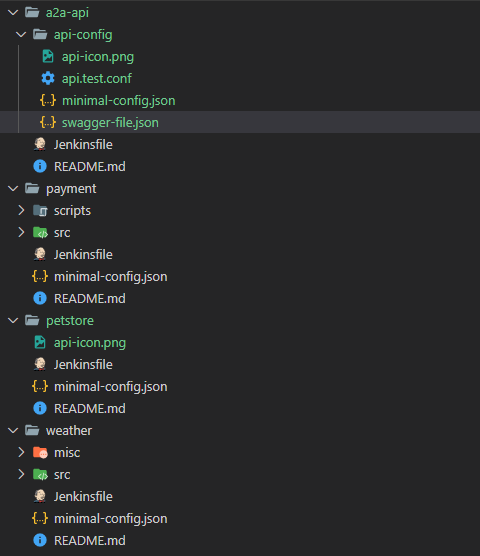 a2a-api
api-config
api-icon.png
api.test.conf
minimal-config.json
swagger-file.json
Jenkinsfile
README.md
payment
scripts
src
Jenkinsfile
minimal-config.json
README.md
petstore
api-icon.png
Jenkinsfile
minimal-config.json
README.md
weather
misc
src
Jenkinsfile
minimal-config.json
README.md